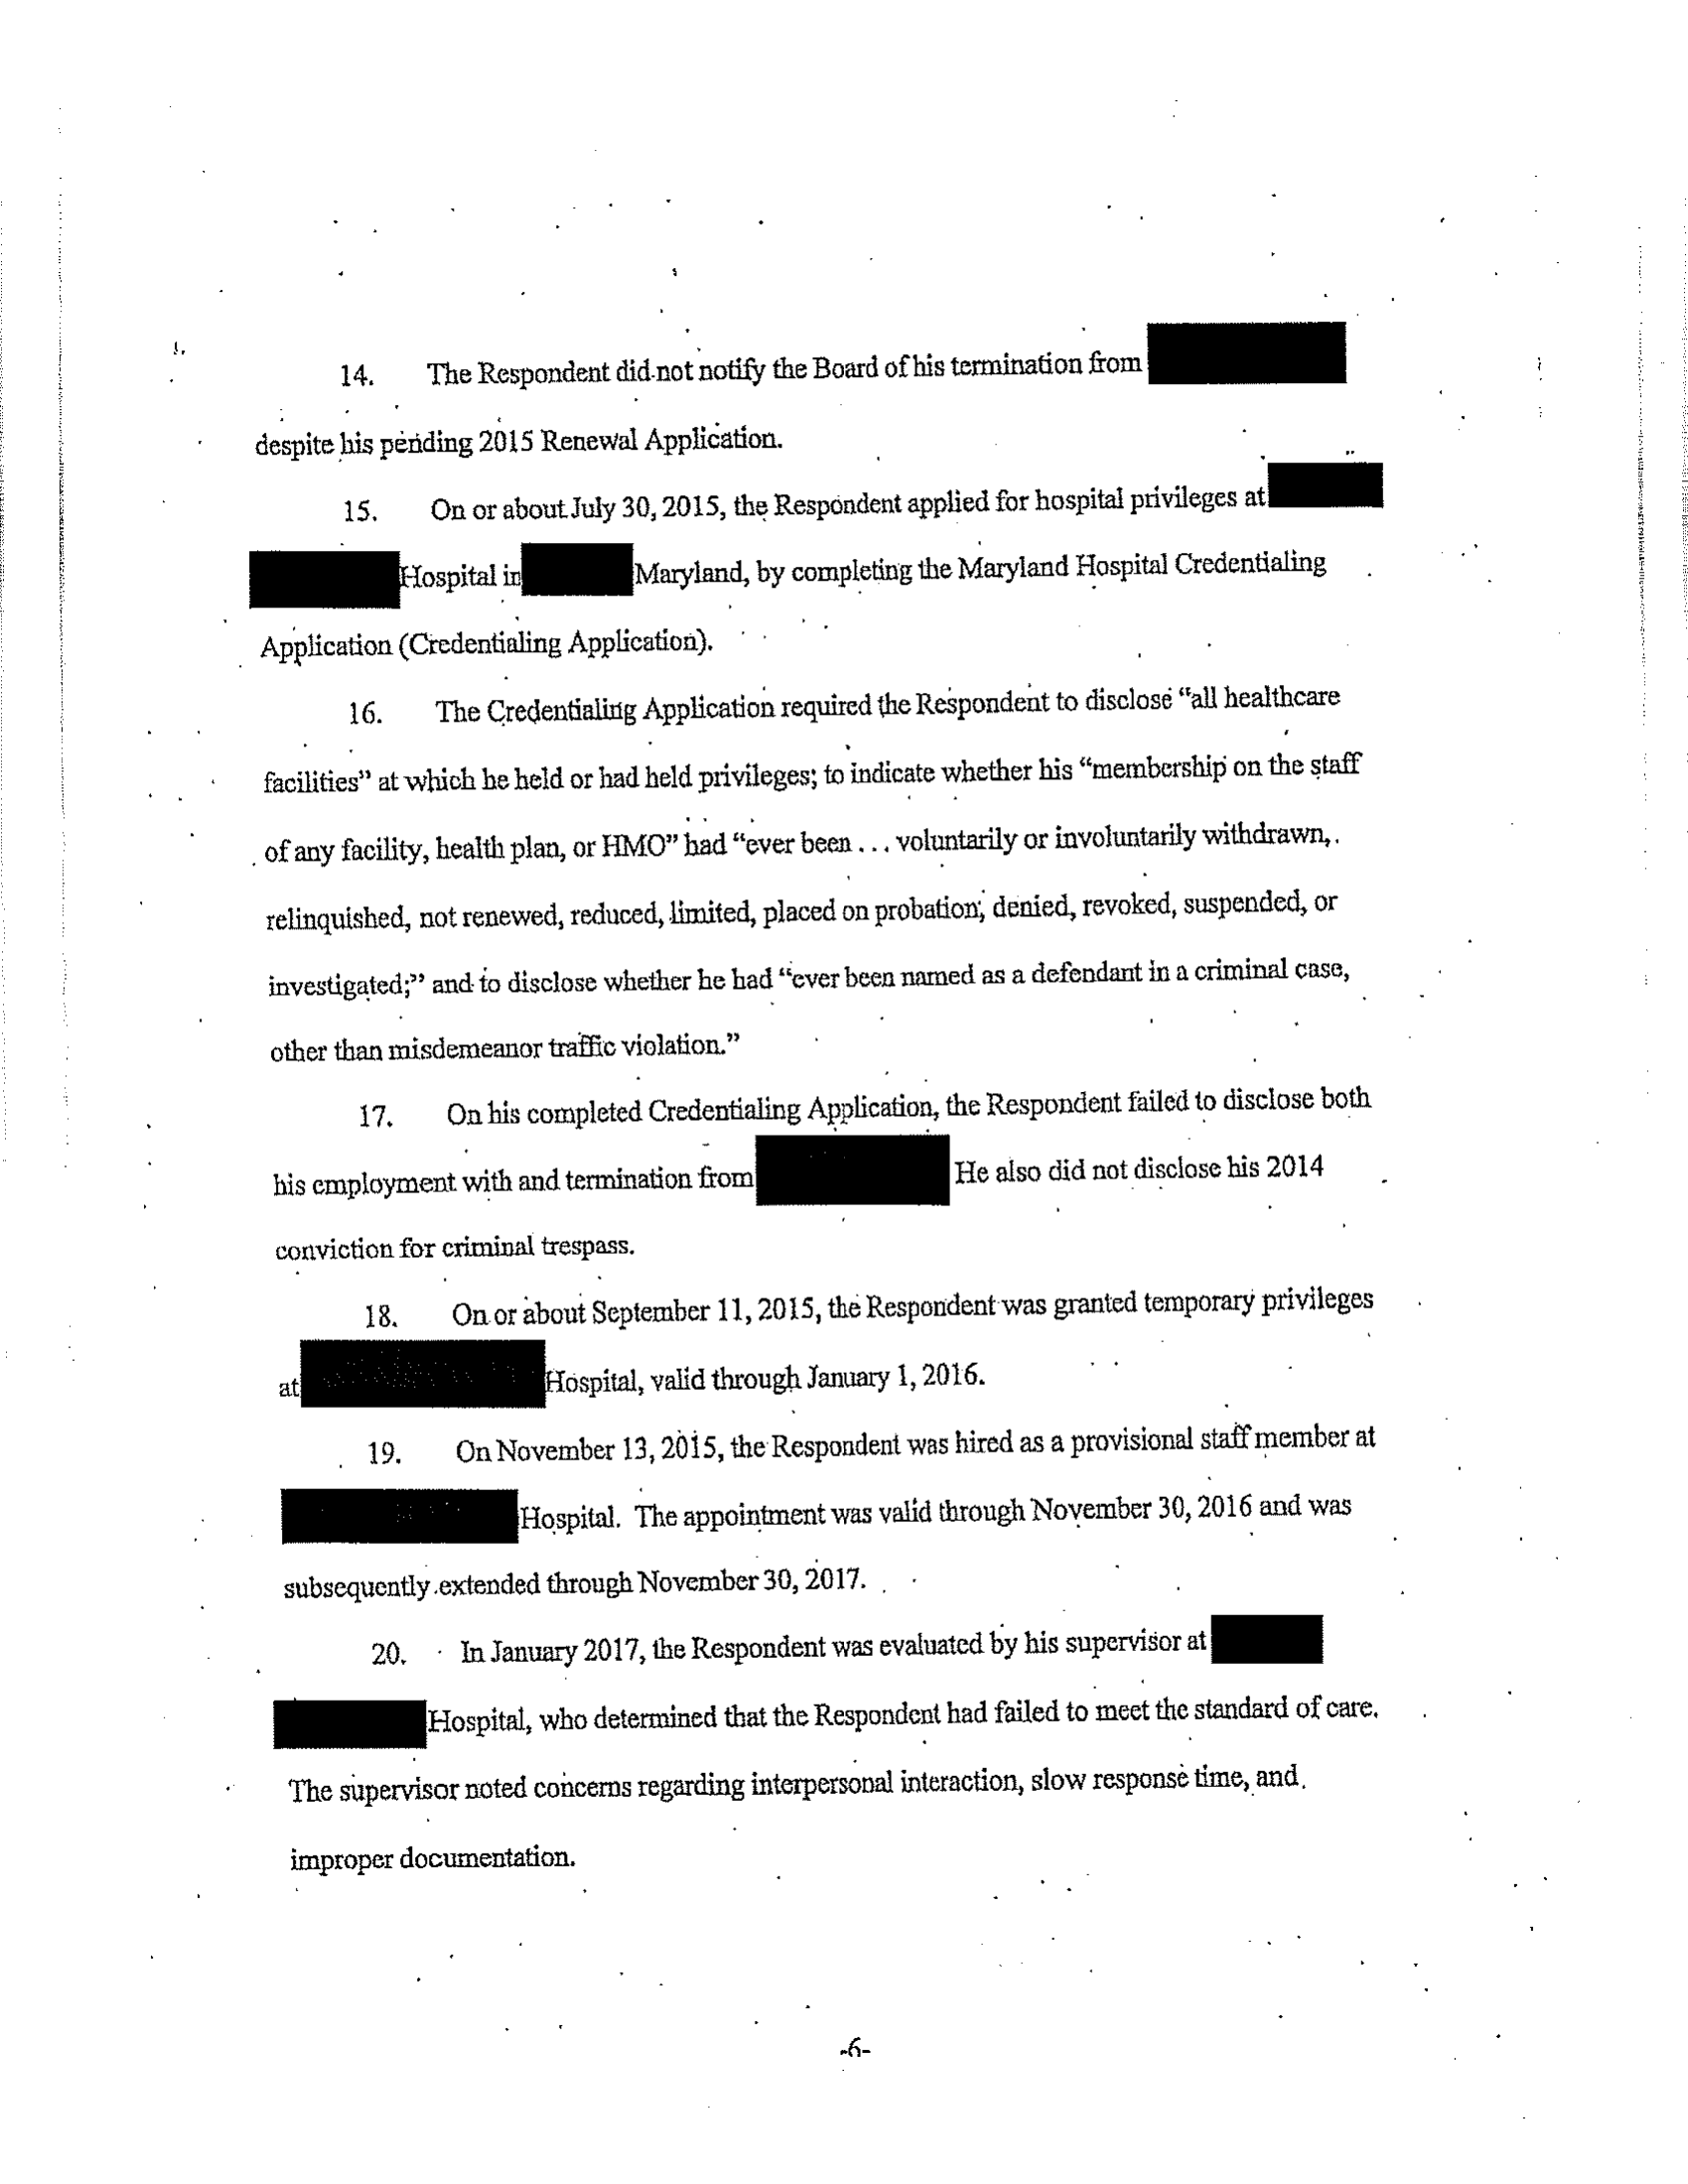 14. The Respondent did not notify the Board of his termination from
despite his pending 2015 Renewal Application.
15. On or about July 30, 2015, the Respondent applied for hospital privileges at
Hospital in Maryland, by completing the Maryland Hospital Credentialing
Application (Credentialing Application).
16. The Credentialing Application required the Respondent to disclose “all healthcare
facilities” at which he held or had held privileges; to indicate whether his “membership on the staff
of any facility, health plan, or HMO” had “ever been . . . voluntarily or involuntarily withdrawn,
relinquished, not renewed, reduced, limited, placed on probation, denied, revoked, suspended, or
investigated;” and to disclose whether he had “ever been named as a defendant in a criminal case,
other than misdemeanor traffic violation.”
17. On his completed Credentialing Application, the Respondent failed to disclose both
his employment with and termination from He also did not disclose his 2014
conviction for criminal trespass.
18. On or about September 11, 2015, the Respondent was granted temporary privileges
at Hospital, valid through January 1, 2016.
19. On November 13, 2015, the Respondent was hired as a provisional staff member at
Hospital. The appointment was valid through November 30, 2016 and was
subsequently extended through November 30, 2017.
20. In January 2017, the Respondent was evaluated by his supervisor at
Hospital, who determined that the Respondent had failed to meet the standard of care.
The supervisor noted concerns regarding interpersonal interaction, slow response time, and
improper documentation.
-6-